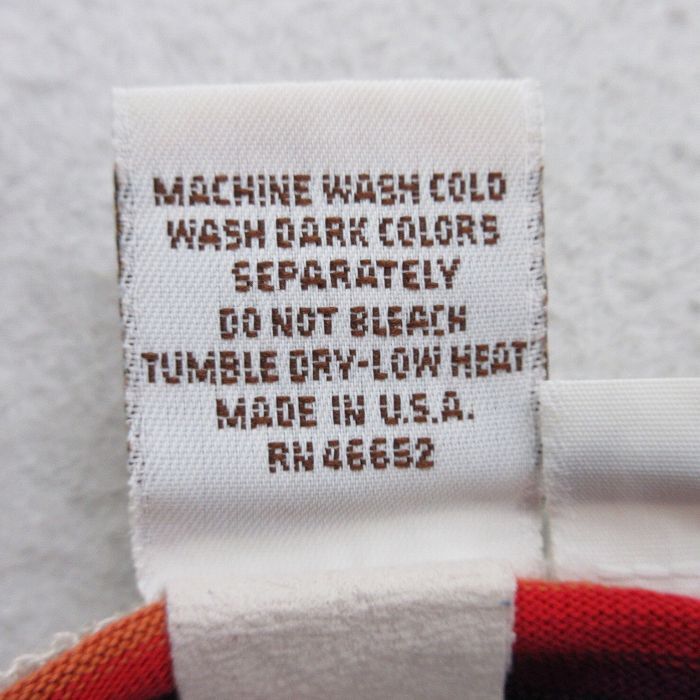 MACHINE WASH COLD
WASH DARK COLORS
SEPARATELY
DO NOT BLEACH
TUMBLE DRY-LOW HEAT
MADE IN U.S.A.
RN 46652